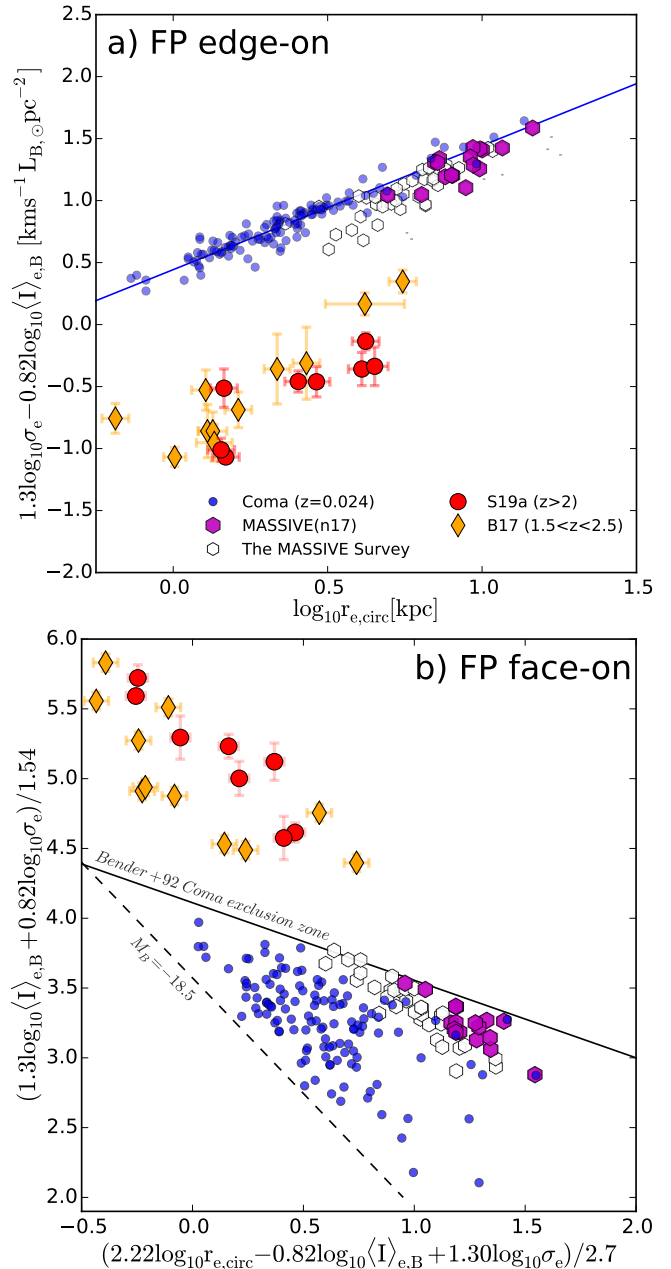 a) FP edge-on
2.5
2.0
1.5
1.0
0.5
0.0
−0.5
−1.0
−1.5
−2.0
1.3log₁₀σₑ−0.82log₁₀⟨I⟩ₑ,B [kms⁻¹ L_B,⊙pc⁻²]
Coma (z=0.024)
MASSIVE(n17)
The MASSIVE Survey
S19a (z>2)
B17 (1.5<z<2.5)
0.0 0.5 1.0 1.5
log₁₀r_e,circ[kpc]
b) FP face-on
6.0
5.5
5.0
4.5
4.0
3.5
3.0
2.5
2.0
(1.3log₁₀⟨I⟩ₑ,B+0.82log₁₀σₑ)/1.54
Bender+92 Coma exclusion zone
M_B=−18.5
−0.5 0.0 0.5 1.0 1.5 2.0
(2.22log₁₀r_e,circ−0.82log₁₀⟨I⟩ₑ,B+1.30log₁₀σₑ)/2.7